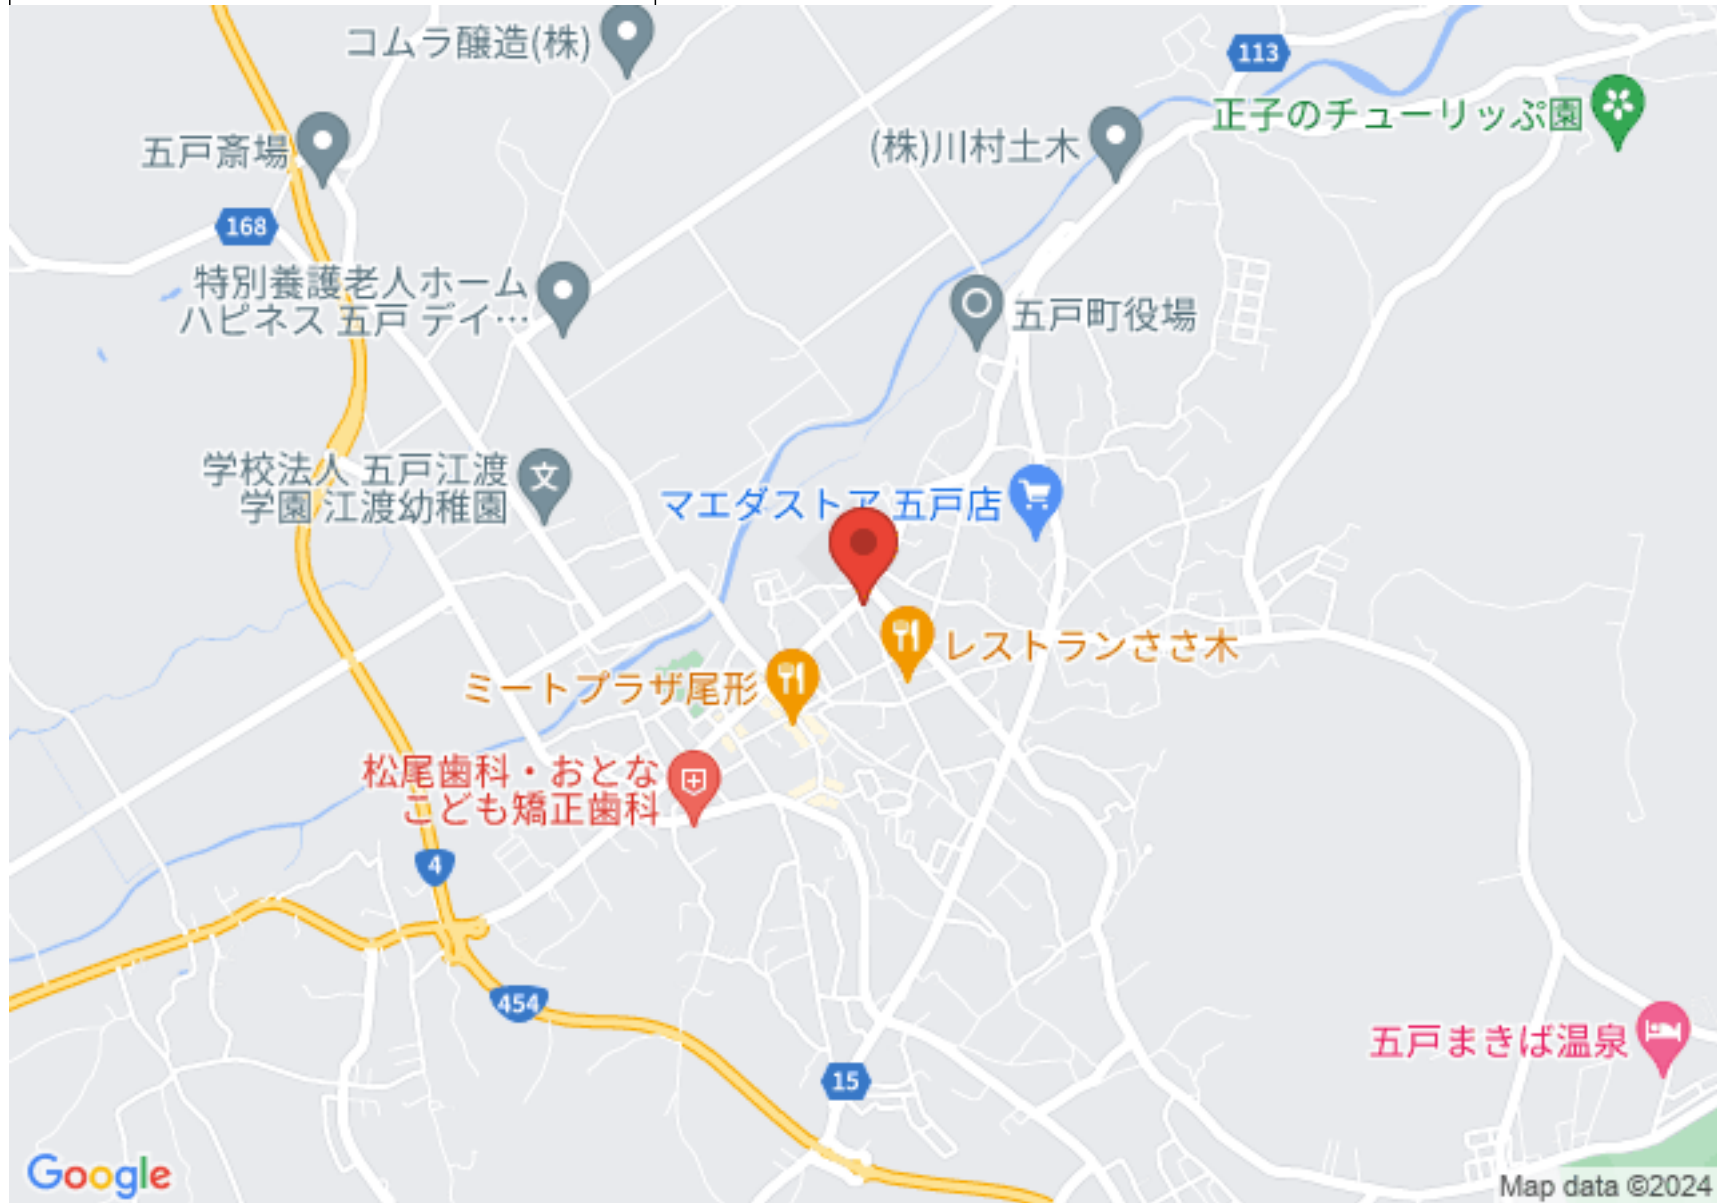 コムラ醸造(株)
113
正子のチューリップ園
五戸斎場
(株)川村土木
168
特別養護老人ホーム
ハピネス 五戸 デイ…
五戸町役場
学校法人 五戸江渡
学園 江渡幼稚園
文
マエダストア 五戸店
レストランささ木
ミートプラザ尾形
松尾歯科・おとな
こども矯正歯科
4
454
五戸まきば温泉
15
Google
Map data ©2024